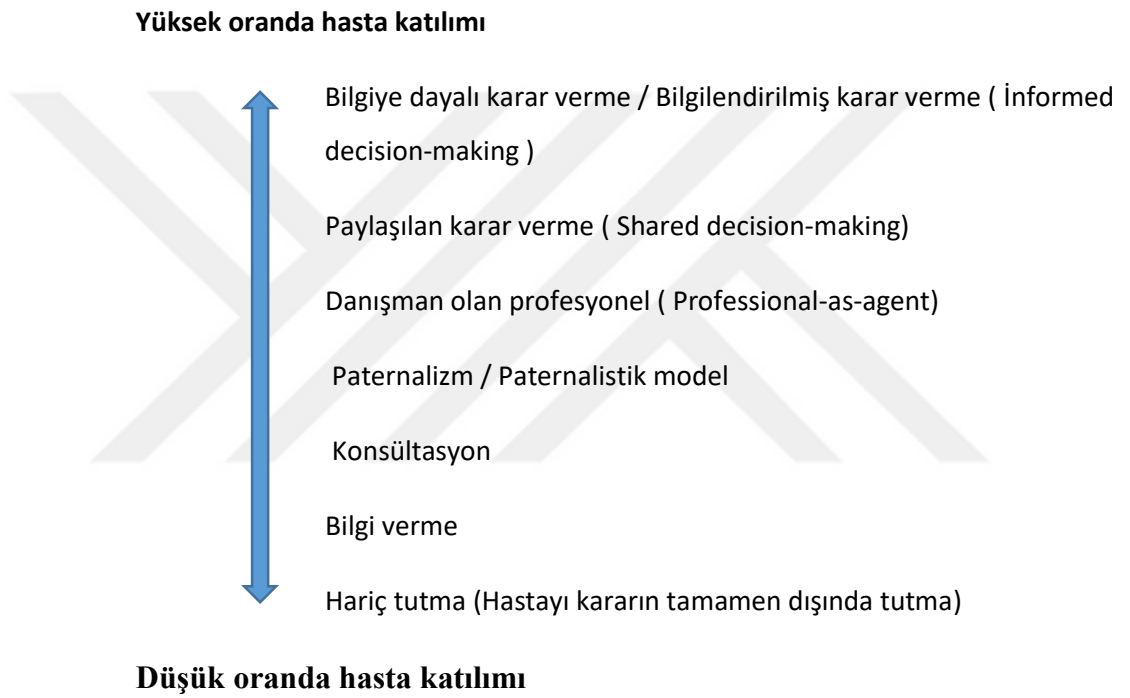 Yüksek oranda hasta katılımı
Bilgiye dayalı karar verme / Bilgilendirilmiş karar verme ( İnformed
decision-making )
Paylaşılan karar verme ( Shared decision-making)
Danışman olan profesyonel ( Professional-as-agent)
Paternalizm / Paternalistik model
Konsültasyon
Bilgi verme
Hariç tutma (Hastayı kararın tamamen dışında tutma)
Düşük oranda hasta katılımı